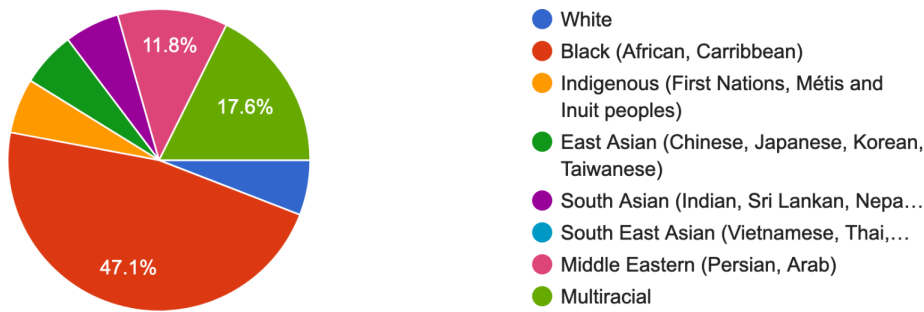 11.8%
17.6%
47.1%
White
Black (African, Carribbean)
Indigenous (First Nations, Métis and
Inuit peoples)
East Asian (Chinese, Japanese, Korean,
Taiwanese)
South Asian (Indian, Sri Lankan, Nepa…
South East Asian (Vietnamese, Thai,…
Middle Eastern (Persian, Arab)
Multiracial